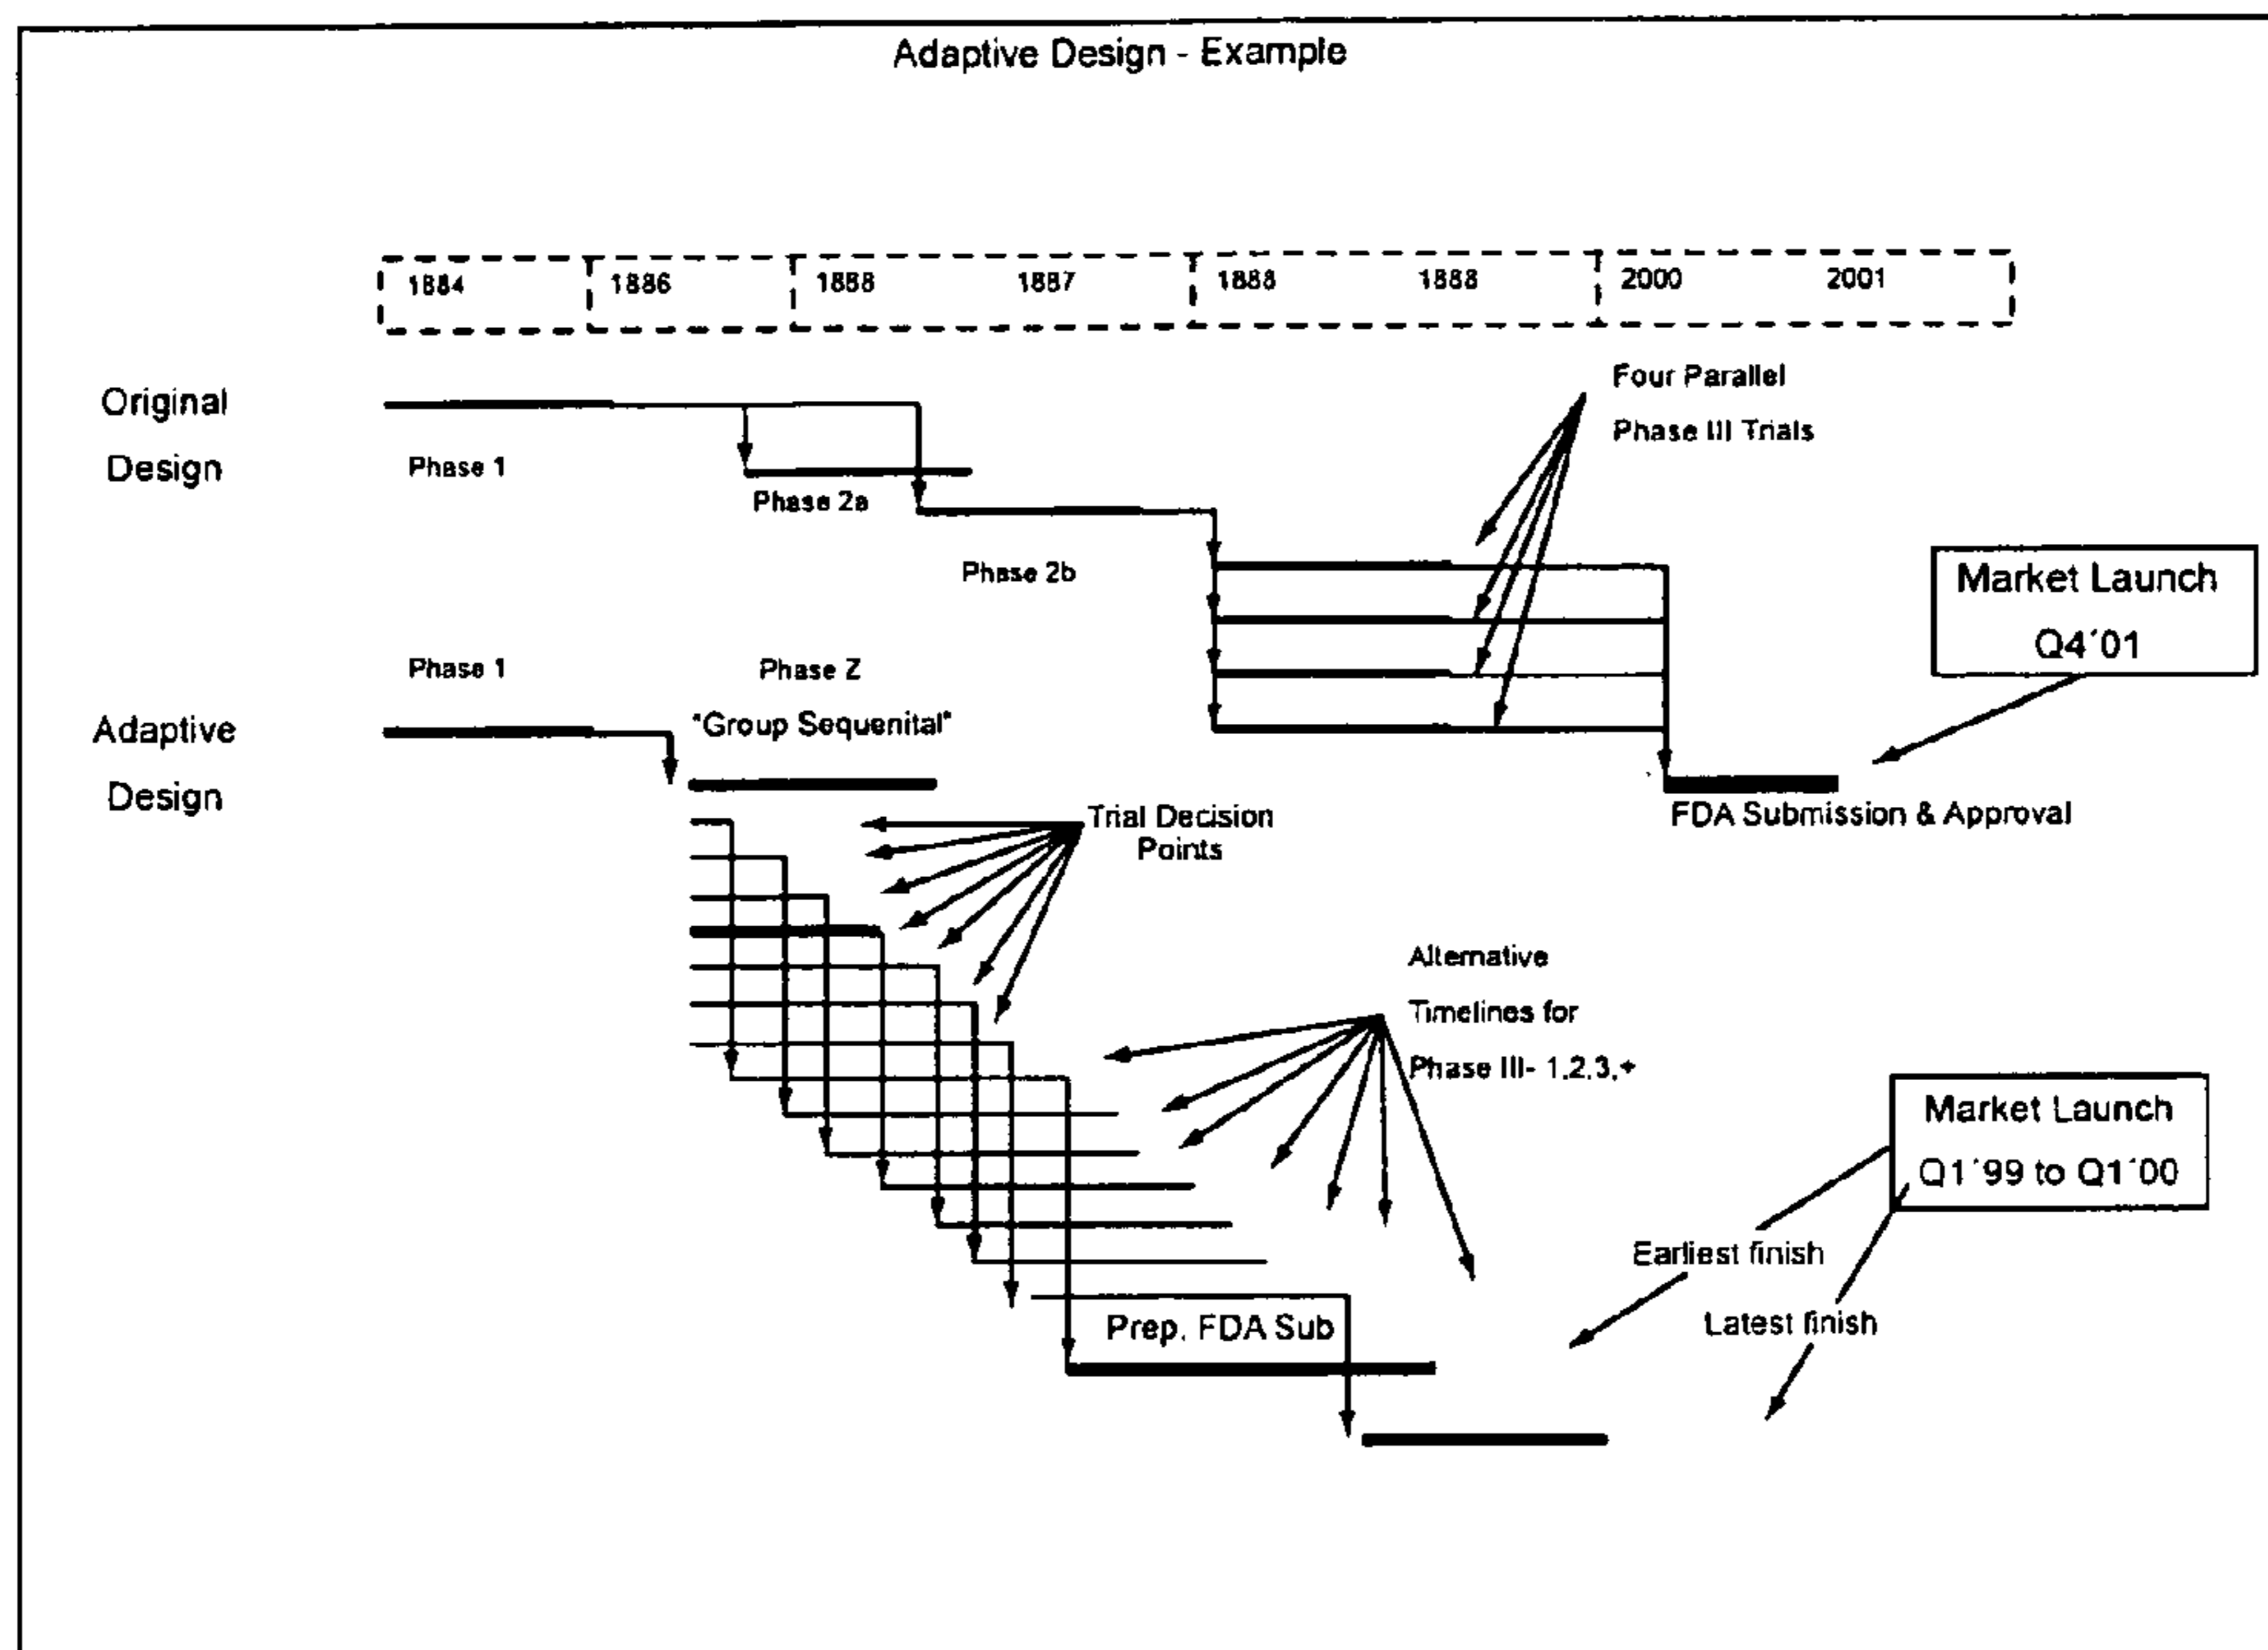 Adaptive Design - Example
1884 1886 1888 1887 1888 1888 2000 2001
Four Parallel
Phase III Trials
Original
Design
Phase 1
Phase 2a
Phase 2b
Market Launch
Q4´01
Phase 1
Phase Z
"Group Sequenital"
Adaptive
Design
Trial Decision
Points
FDA Submission & Approval
Alternative
Timelines for
Phase III- 1,2,3,+
Market Launch
Q1´99 to Q1´00
Earliest finish
Latest finish
Prep. FDA Sub